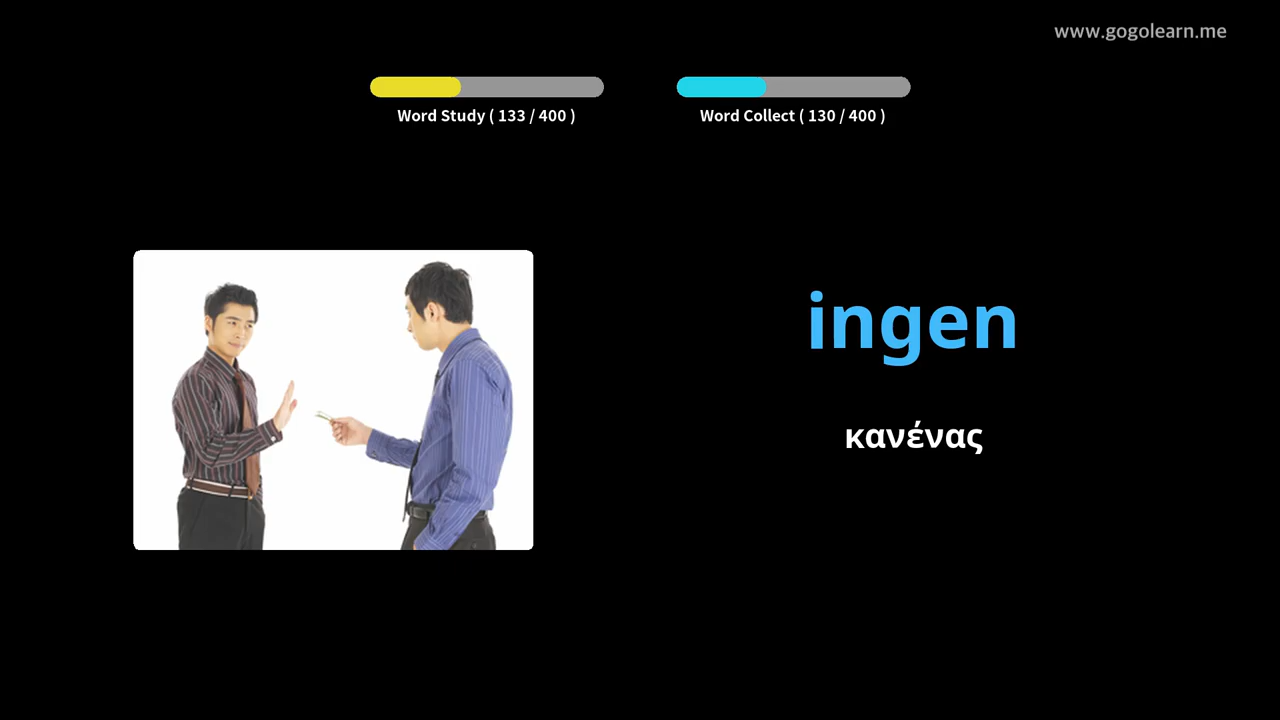 www.gogolearn.me
Word Study ( 133 / 400 )
Word Collect ( 130 / 400 )
ingen
κανένας